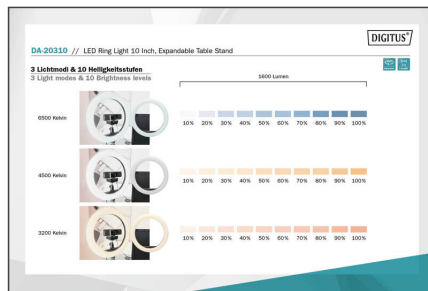 DIGITUS®
DA-20310 // LED Ring Light 10 Inch, Expandable Table Stand
3 Lichtmodi & 10 Helligkeitsstufen
3 Light modes & 10 Brightness levels
1600 Lumen
6500 Kelvin
10% 20% 30% 40% 50% 60% 70% 80% 90% 100%
4500 Kelvin
10% 20% 30% 40% 50% 60% 70% 80% 90% 100%
3200 Kelvin
10% 20% 30% 40% 50% 60% 70% 80% 90% 100%